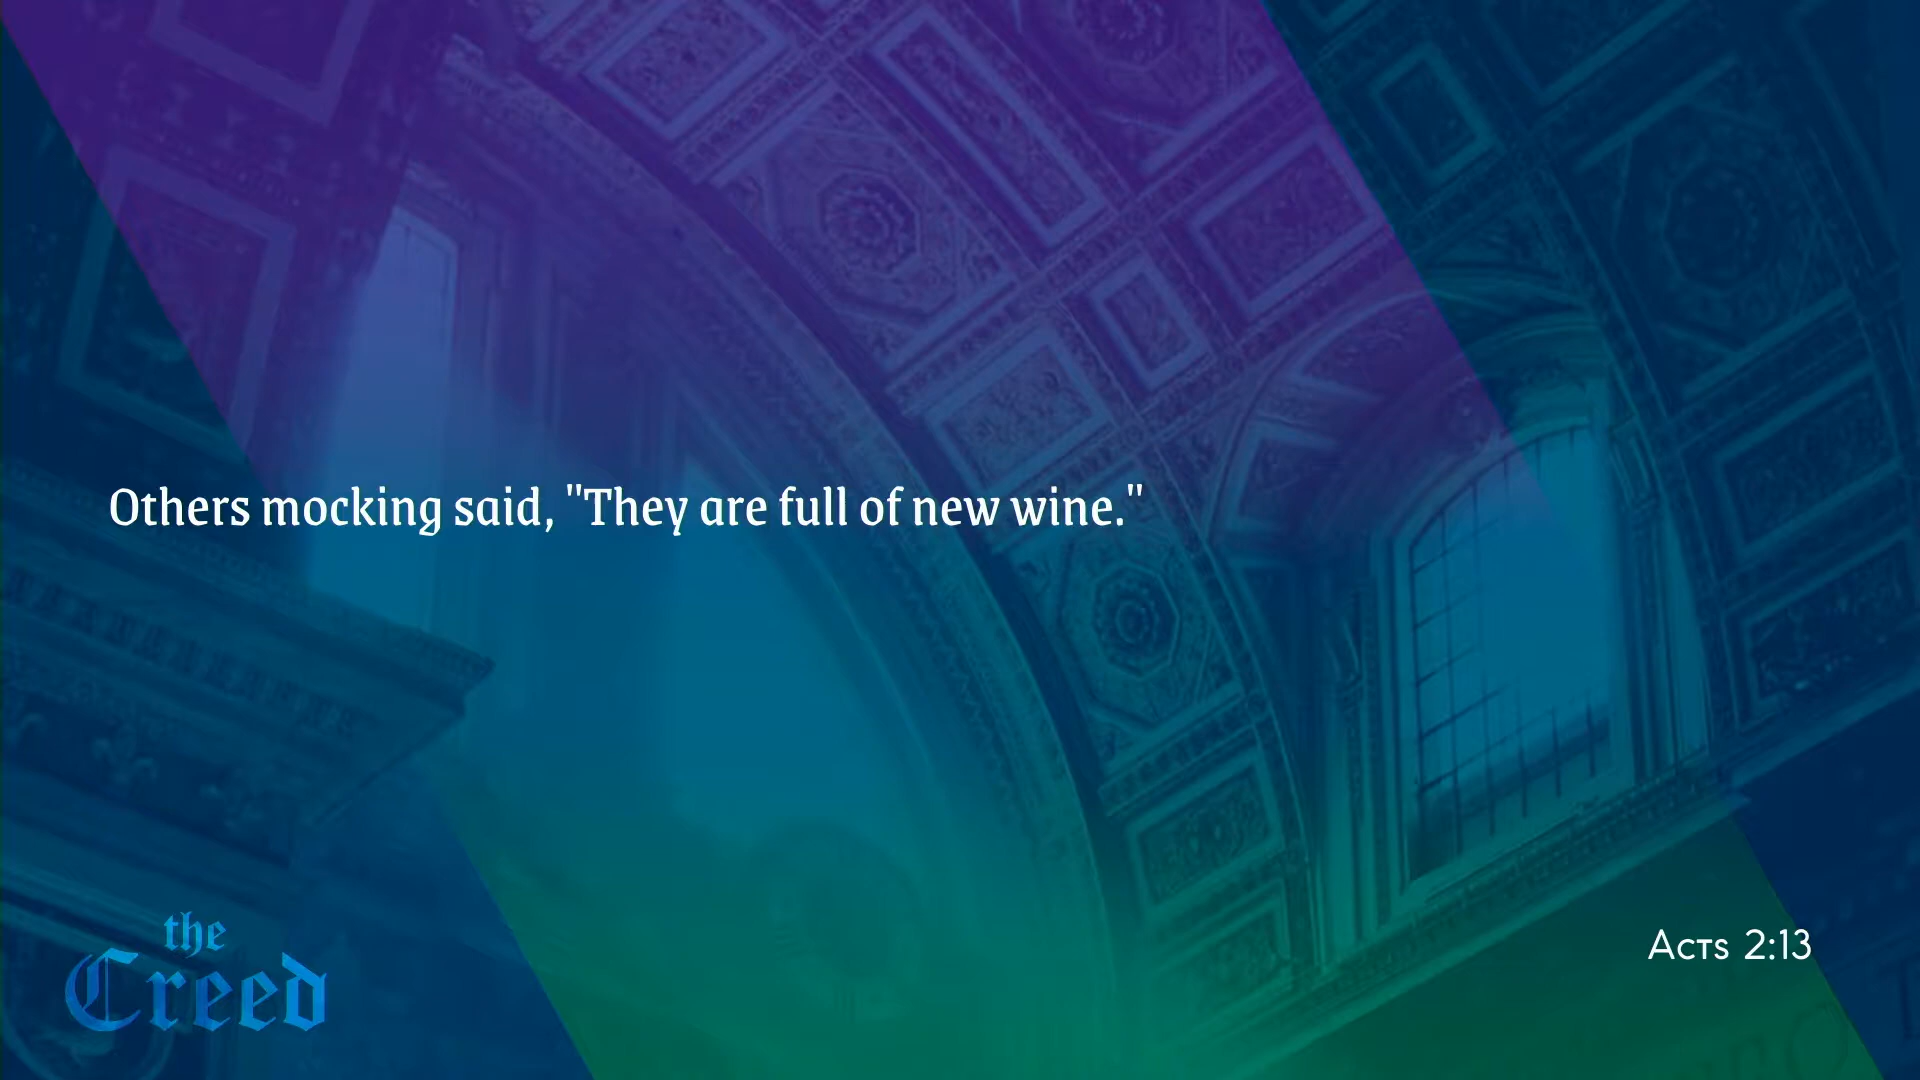 Others mocking said, "They are full of new wine."
the
Creed
Acts 2:13